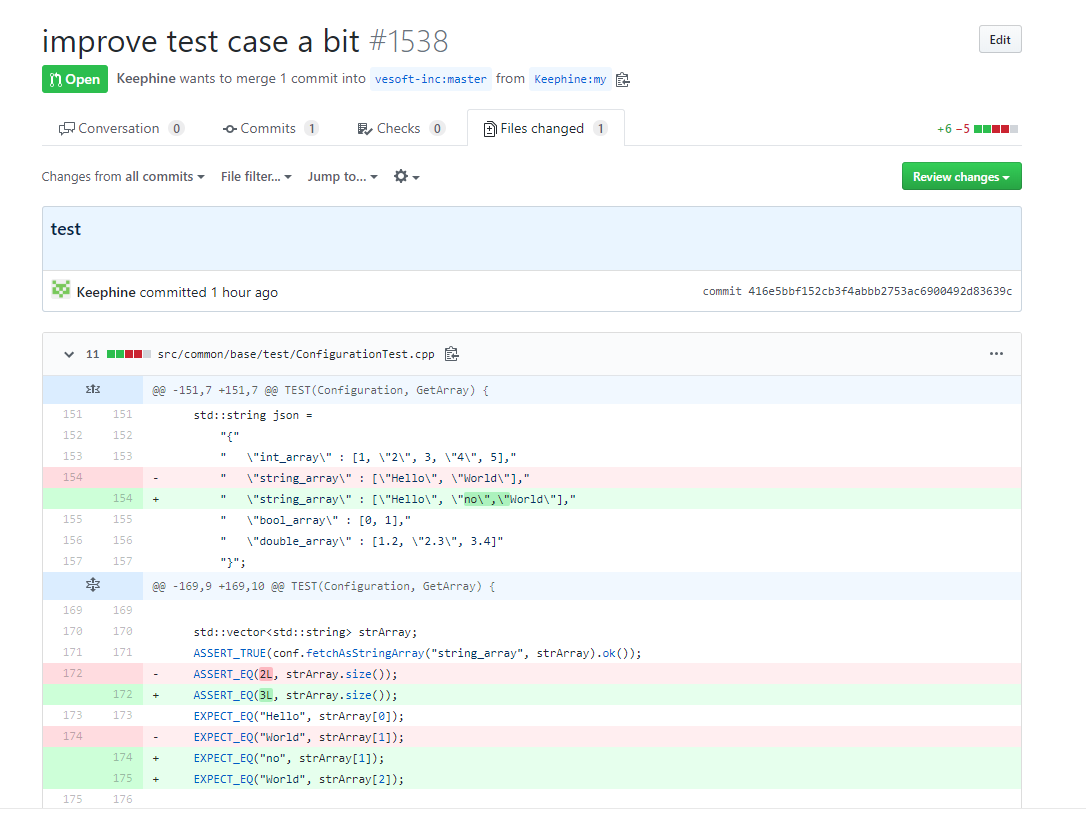 improve test case a bit #1538
Edit
Open Keephine wants to merge 1 commit into vesoft-inc:master from Keephine:my
Conversation 0 Commits 1 Checks 0 Files changed 1 +6 −5
Changes from all commits File filter... Jump to... Review changes
test
Keephine committed 1 hour ago commit 416e5bbf152cb3f4abbb2753ac6900492d83639c
11 src/common/base/test/ConfigurationTest.cpp
@@ -151,7 +151,7 @@ TEST(Configuration, GetArray) {
151 151 std::string json =
152 152 "{"
153 153 " \"int_array\" : [1, \"2\", 3, \"4\", 5],"
154 - " \"string_array\" : [\"Hello\", \"World\"],"
154 + " \"string_array\" : [\"Hello\", \"no\",\"World\"],"
155 155 " \"bool_array\" : [0, 1],"
156 156 " \"double_array\" : [1.2, \"2.3\", 3.4]"
157 157 "}";
@@ -169,9 +169,10 @@ TEST(Configuration, GetArray) {
169 169
170 170 std::vector<std::string> strArray;
171 171 ASSERT_TRUE(conf.fetchAsStringArray("string_array", strArray).ok());
172 - ASSERT_EQ(2L, strArray.size());
172 + ASSERT_EQ(3L, strArray.size());
173 173 EXPECT_EQ("Hello", strArray[0]);
174 - EXPECT_EQ("World", strArray[1]);
174 + EXPECT_EQ("no", strArray[1]);
175 + EXPECT_EQ("World", strArray[2]);
175 176